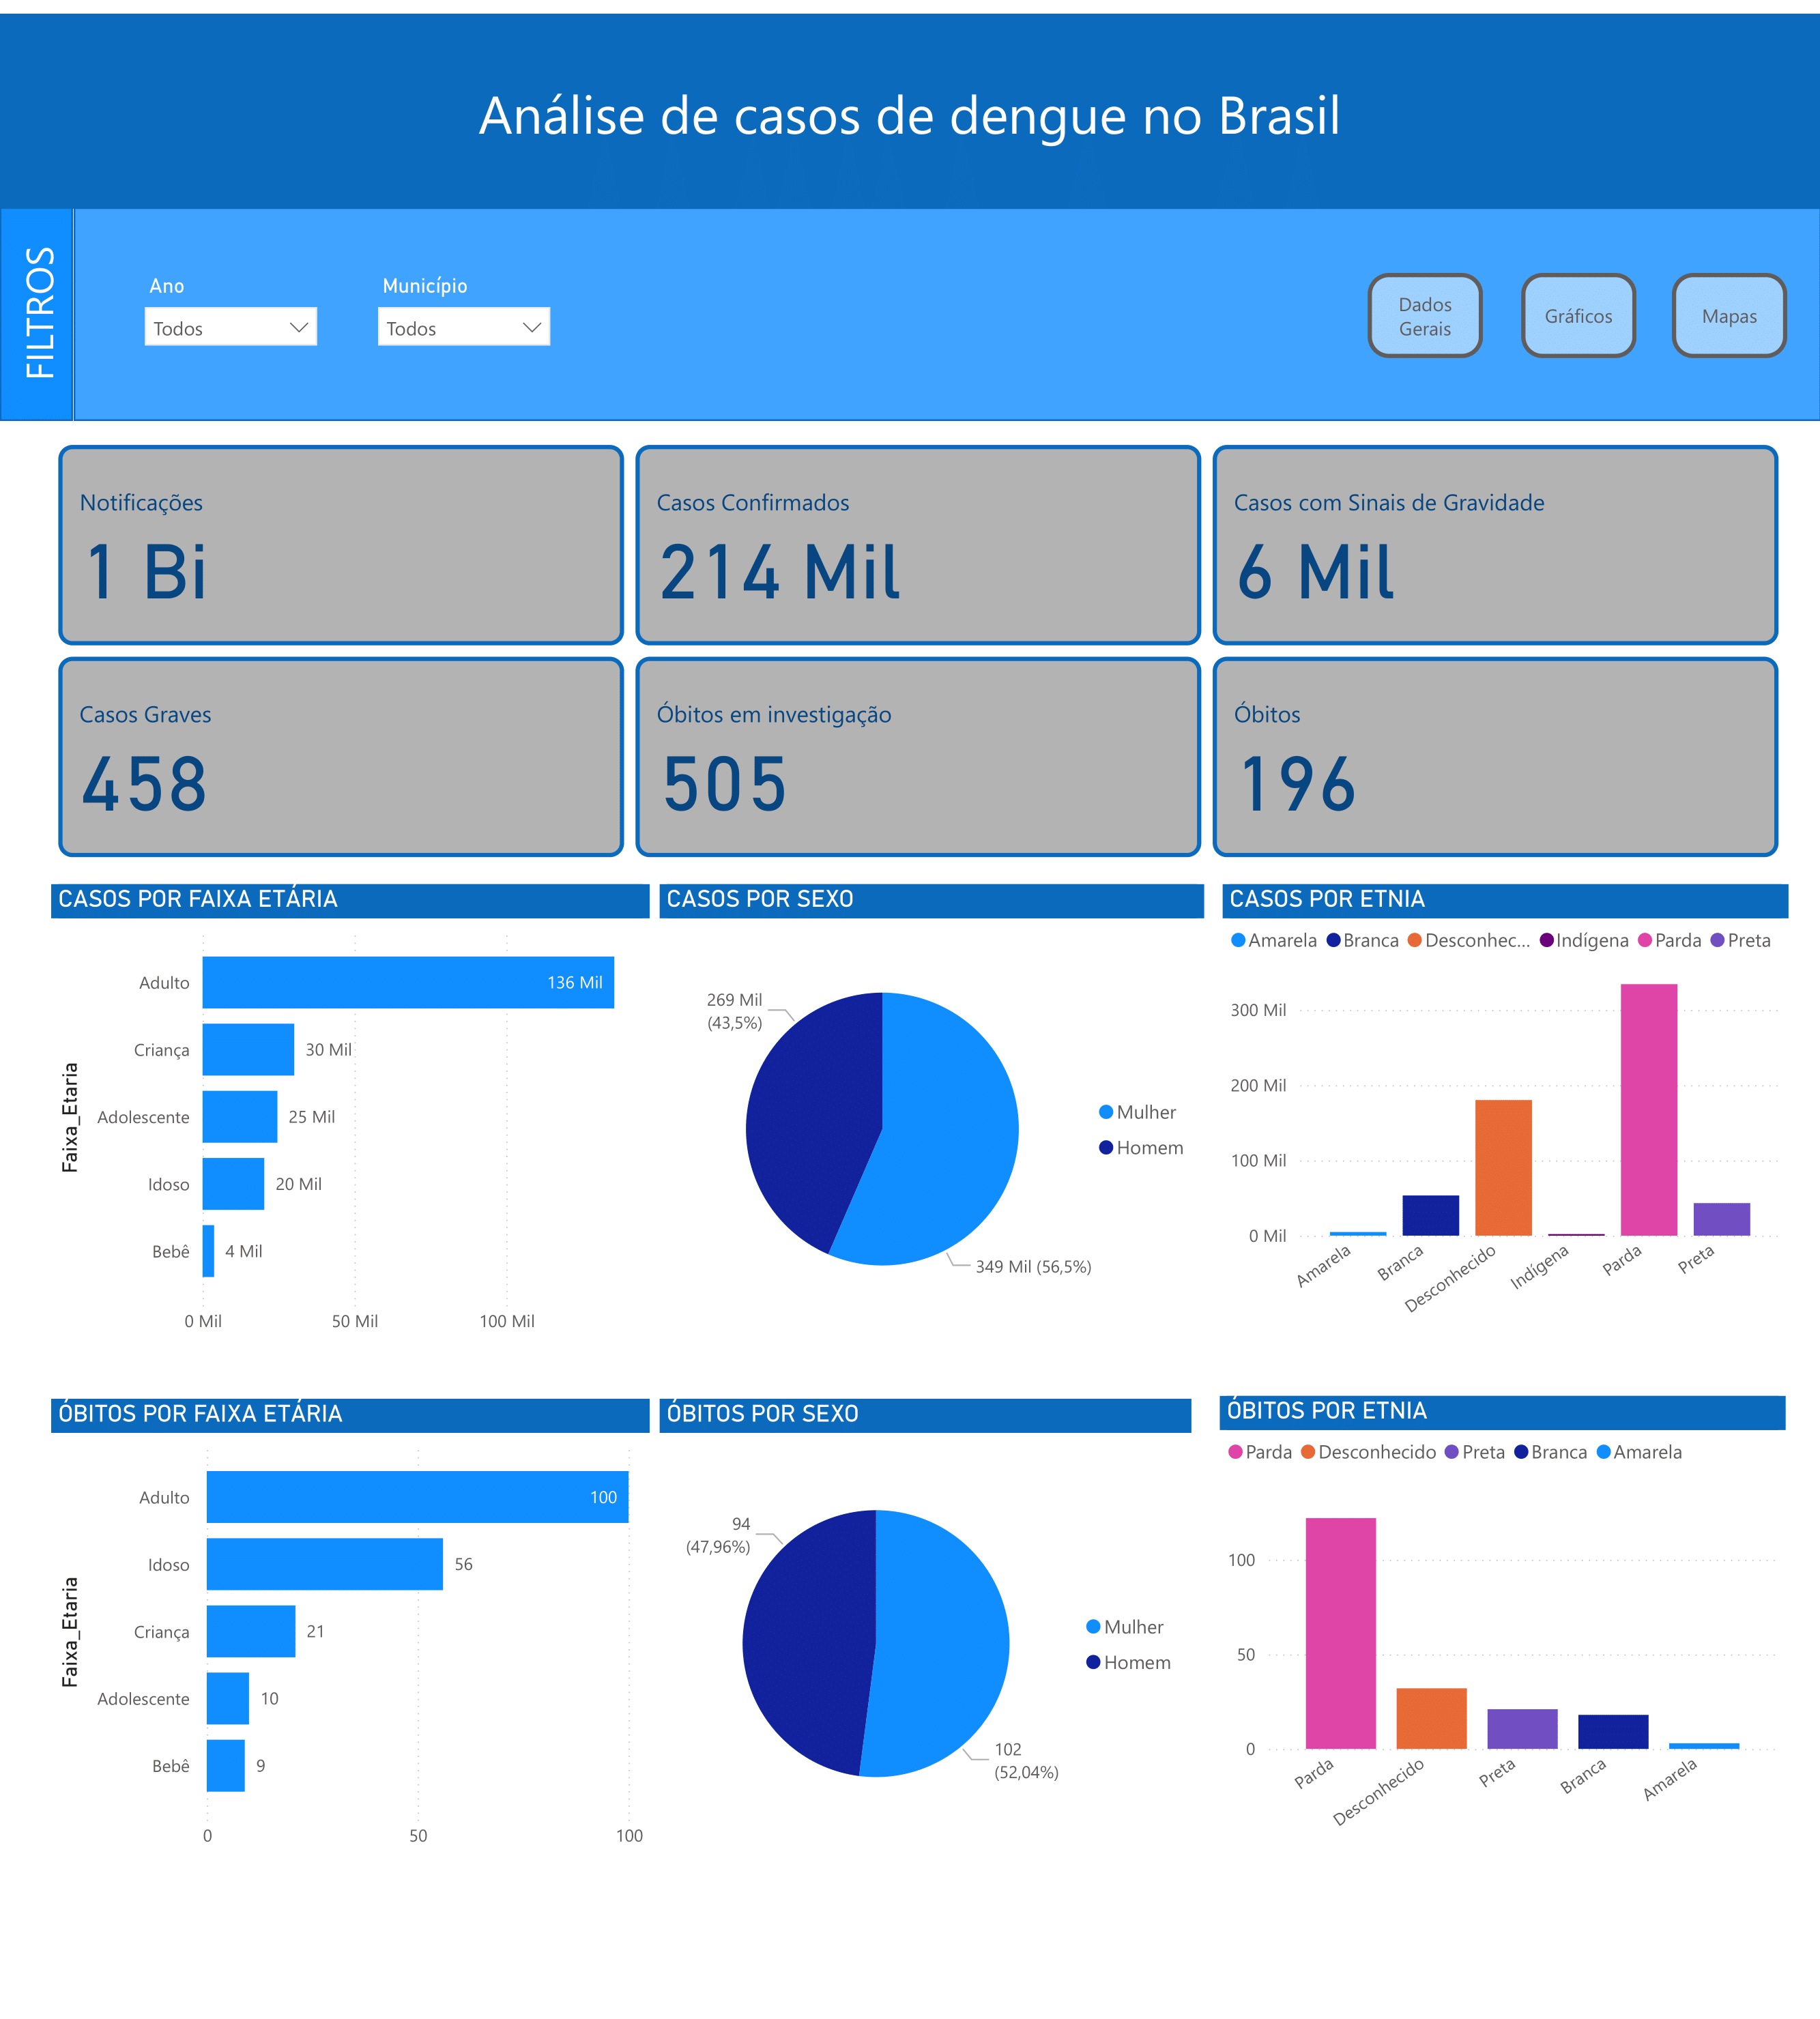 Análise de casos de dengue no Brasil
FILTROS
Ano
Município
Todos
Todos
Dados
Gerais
Gráficos
Mapas
Notificações
1 Bi
Casos Confirmados
214 Mil
Casos com Sinais de Gravidade
6 Mil
Casos Graves
458
Óbitos em investigação
505
Óbitos
196
CASOS POR FAIXA ETÁRIA
Faixa_Etaria
Adulto
136 Mil
Criança
30 Mil
Adolescente
25 Mil
Idoso
20 Mil
Bebê
4 Mil
0 Mil
50 Mil
100 Mil
CASOS POR SEXO
269 Mil
(43,5%)
349 Mil (56,5%)
Mulher
Homem
CASOS POR ETNIA
Amarela Branca Desconhec... Indígena Parda Preta
300 Mil
200 Mil
100 Mil
0 Mil
Amarela
Branca
Desconhecido
Indígena
Parda
Preta
ÓBITOS POR FAIXA ETÁRIA
Faixa_Etaria
Adulto
100
Idoso
56
Criança
21
Adolescente
10
Bebê
9
0
50
100
ÓBITOS POR SEXO
94
(47,96%)
102
(52,04%)
Mulher
Homem
ÓBITOS POR ETNIA
Parda Desconhecido Preta Branca Amarela
100
50
0
Parda
Desconhecido
Preta
Branca
Amarela